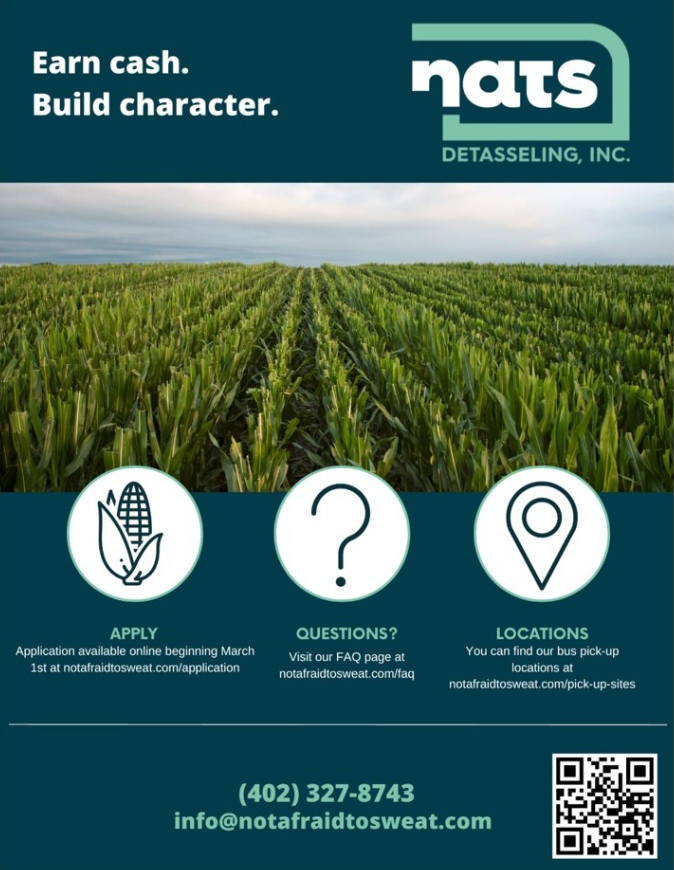 Earn cash.
Build character.
nats
DETASSELING, INC.
APPLY
Application available online beginning March
1st at notafraidtosweat.com/application
QUESTIONS?
Visit our FAQ page at
notafraidtosweat.com/faq
LOCATIONS
You can find our bus pick-up
locations at
notafraidtosweat.com/pick-up-sites
(402) 327-8743
info@notafraidtosweat.com